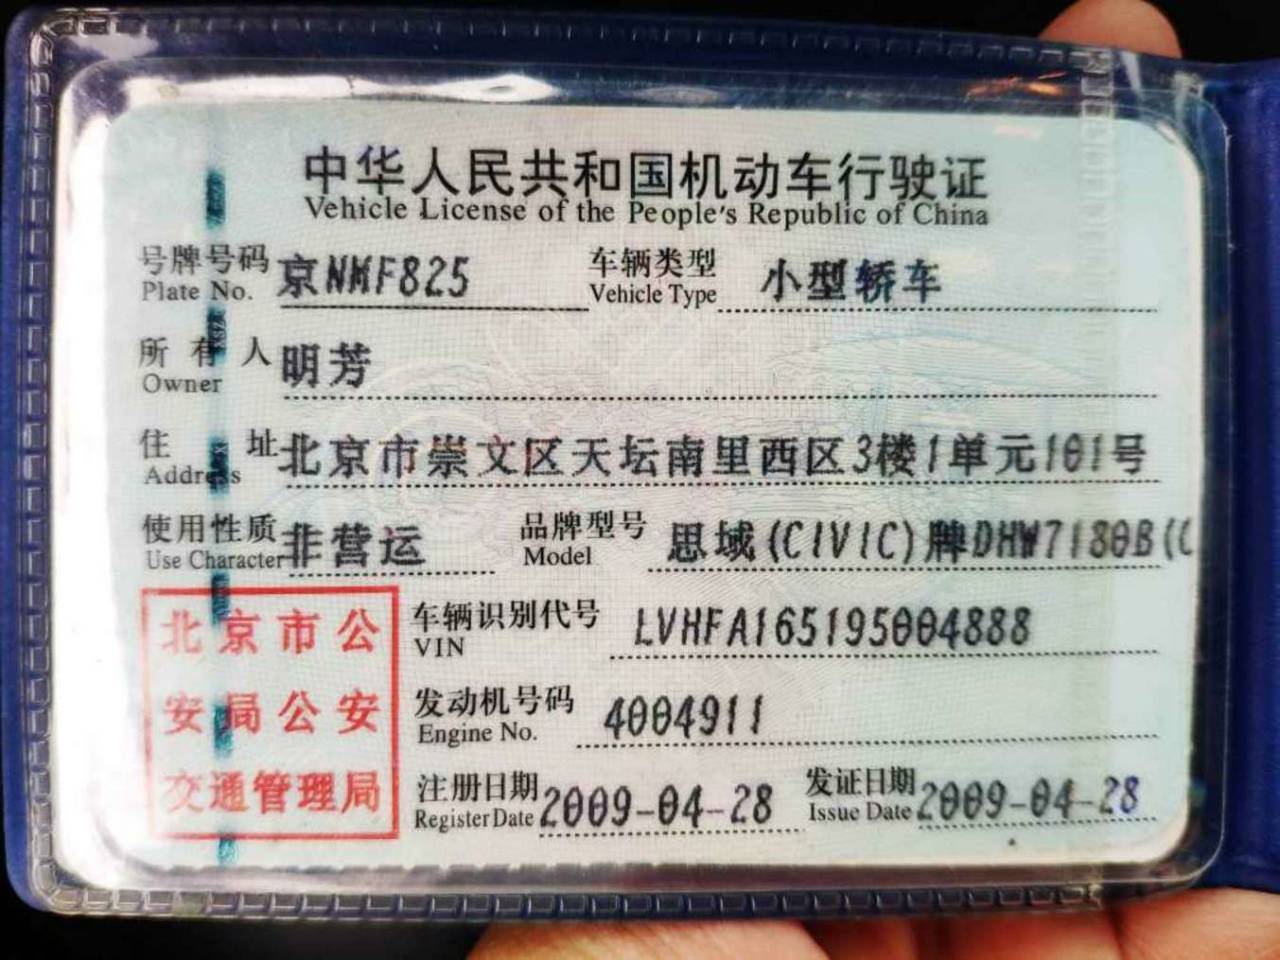 中华人民共和国机动车行驶证
Vehicle License of the People's Republic of China
号牌号码 京NMF825 车辆类型 小型轿车
Plate No. Vehicle Type
所有人 明芳
Owner
住址 北京市崇文区天坛南里西区3楼1单元101号
Address
使用性质 非营运 品牌型号 思域(CIVIC)牌DHW7180B(C
Use Character Model
北京市公
安局公安
交通管理局
车辆识别代号 LVHFA165195004888
VIN
发动机号码 4004911
Engine No.
注册日期 2009-04-28 发证日期 2009-04-28
Register Date Issue Date